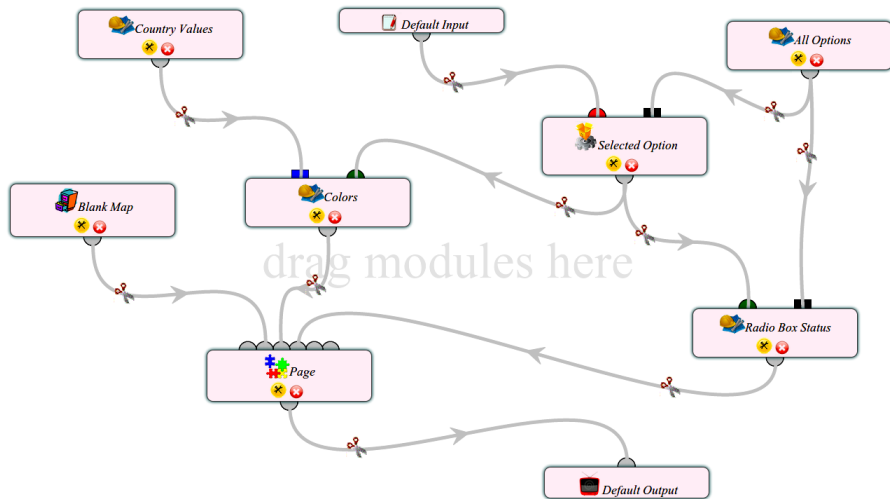 Country Values
Default Input
All Options
Selected Option
Blank Map
Colors
drag modules here
Radio Box Status
Page
Default Output